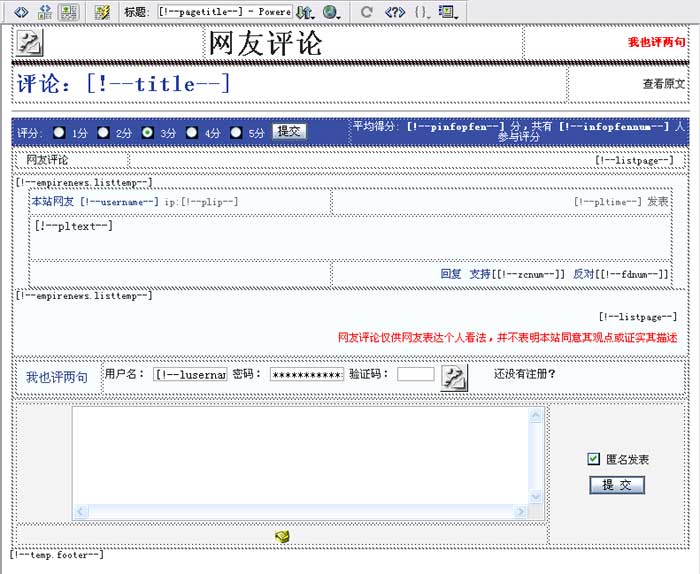 标题: [!--pagetitle--] - Powere
网友评论 我也评两句
评论：[!--title--] 查看原文
评分: 1分 2分 3分 4分 5分 提交 平均得分: [!--pinfopfen--] 分，共有 [!--infopfennum--] 人
参与评分
网友评论 [!--listpage--]
[!--empirenews.listtemp--]
本站网友 [!--username--] ip:[!--plip--] [!--pltime--] 发表
[!--pltext--]
回复 支持[[!--zcnum--]] 反对[[!--fdnum--]]
[!--empirenews.listtemp--]
[!--listpage--]
网友评论仅供网友表达个人看法，并不表明本站同意其观点或证实其描述
我也评两句 用户名： [!--lusernam 密码： ************ 验证码： 还没有注册？
匿名发表
提 交
[!--temp.footer--]